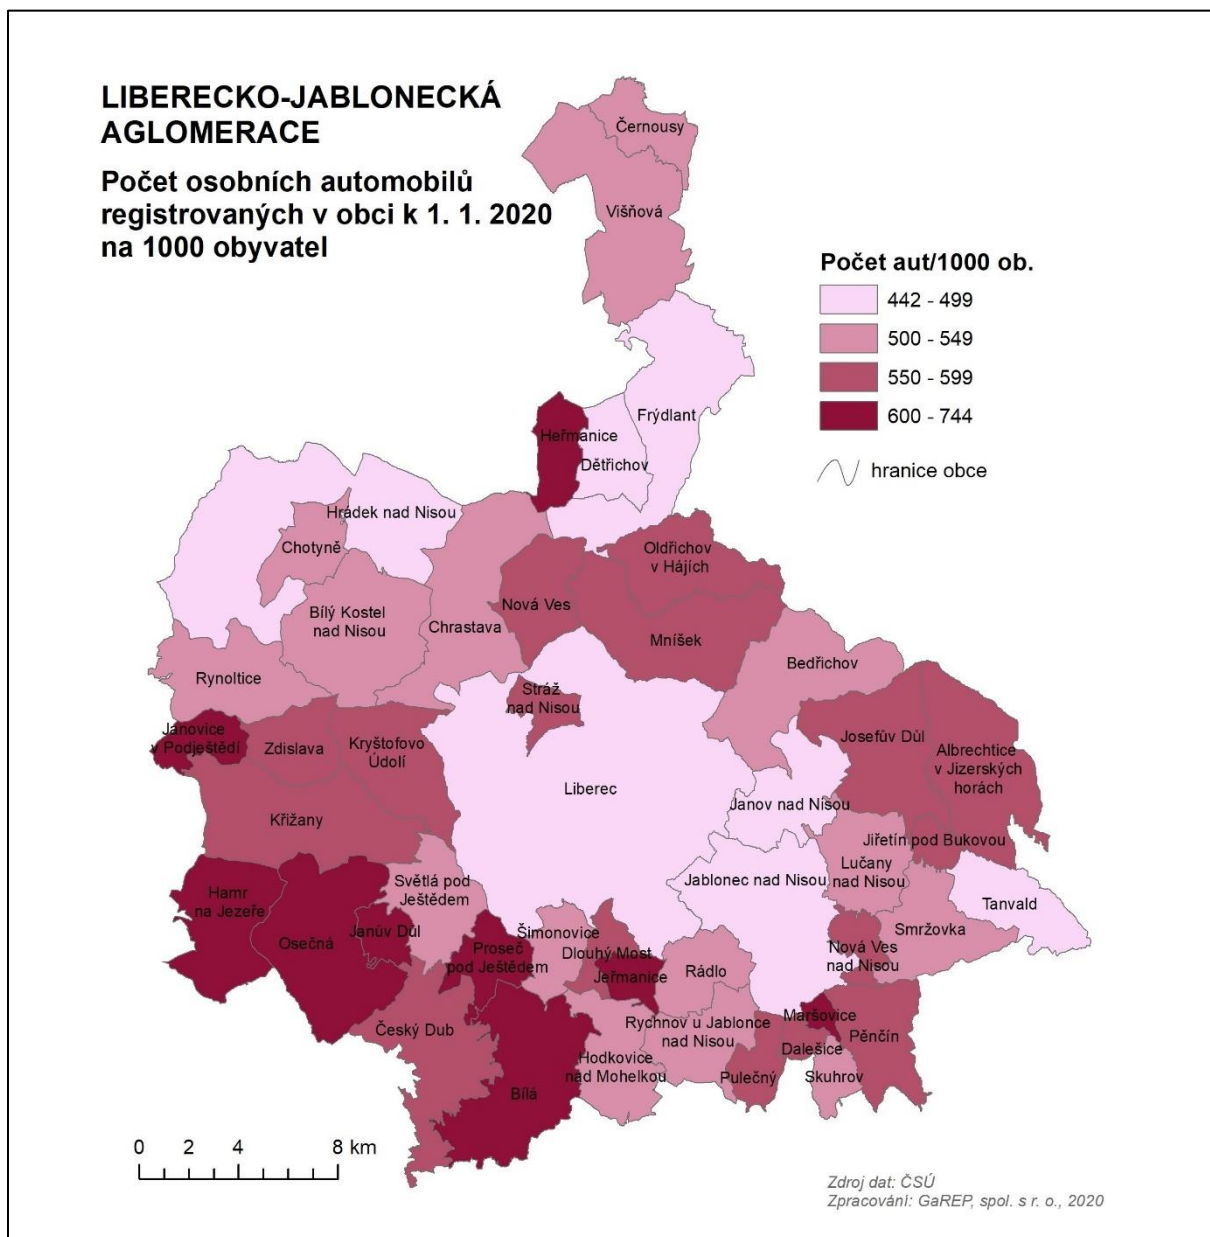 LIBERECKO-JABLONECKÁ
AGLOMERACE
Počet osobních automobilů
registrovaných v obci k 1. 1. 2020
na 1000 obyvatel
Počet aut/1000 ob.
442 - 499
500 - 549
550 - 599
600 - 744
hranice obce
Černousy
Višňová
Frýdlant
Heřmanice
Dětřichov
Hrádek nad Nisou
Chotyně
Oldřichov
v Hájích
Nová Ves
Bílý Kostel
nad Nisou
Chrastava
Mníšek
Bedřichov
Rynoltice
Stráž
nad Nisou
Jánovice
v Podještědí
Zdislava
Kryštofovo
Údolí
Josefův Důl
Albrechtice
v Jizerských
horách
Liberec
Janov nad Nisou
Křižany
Jiřetín pod Bukovou
Lučany
nad Nisou
Jablonec nad Nisou
Světlá pod
Ještědem
Hamr
na Jezeře
Tanvald
Osečná
Janův Důl
Šimonovice
Smržovka
Proseč
pod Ještědem
Dlouhý Most
Nová Ves
nad Nisou
Jeřmanice
Rádlo
Maršovice
Český Dub
Rychnov u Jablonce
nad Nisou
Pěnčín
Dalešice
Hodkovice
nad Mohelkou
Pulečný
Skuhrov
Bílá
0 2 4 8 km
Zdroj dat: ČSÚ
Zpracování: GaREP, spol. s r. o., 2020